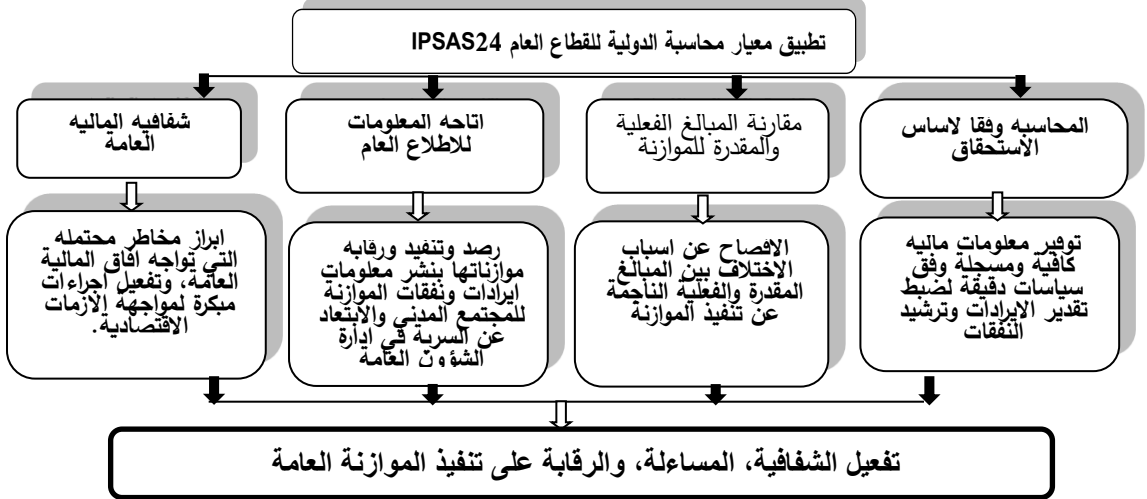 تطبيق معيار محاسبة الدولية للقطاع العام IPSAS24
المحاسبه وفقا لاساس
الاستحقاق
مقارنة المبالغ الفعلية
والمقدرة للموازنة
اتاحه المعلومات
للاطلاع العام
شفافيه الماليه
العامة
توفير معلومات ماليه
كافية ومسجلة وفق
سياسات دقيقة لضبط
تقدير الايرادات وترشيد
النفقات
الافصاح عن اسباب
الاختلاف بين المبالغ
المقدرة والفعلية الناجمة
عن تنفيذ الموازنة
رصد وتنفيد ورقابه
موازناتها بنشر معلومات
ايرادات ونفقات الموازنة
للمجتمع المدني والابتعاد
عن السرية في ادارة
الشؤون العامة
ابراز مخاطر محتمله
التي تواجه افاق المالية
العامة، وتفعيل اجراءات
مبكرة لمواجهة الازمات
الاقتصادية.
تفعيل الشفافية، المساءلة، والرقابة على تنفيذ الموازنة العامة